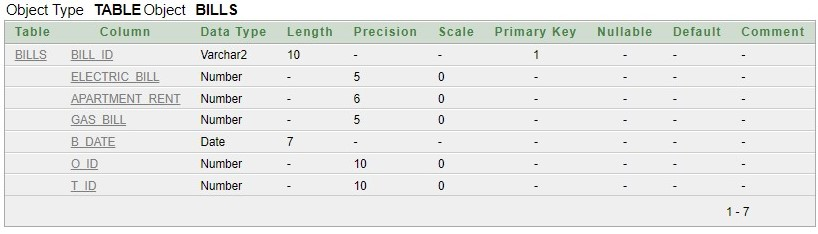 Object Type TABLE Object BILLS
Table Column Data Type Length Precision Scale Primary Key Nullable Default Comment
BILLS BILL_ID Varchar2 10 - - 1 - - -
ELECTRIC_BILL Number - 5 0 - - - -
APARTMENT_RENT Number - 6 0 - - - -
GAS_BILL Number - 5 0 - - - -
B_DATE Date 7 - - - - - -
O_ID Number - 10 0 - - - -
T_ID Number - 10 0 - - - -
1 - 7